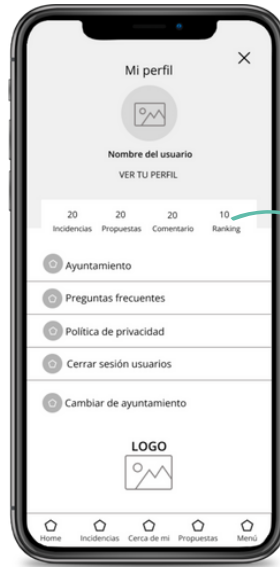 Mi perfil
Nombre del usuario
VER TU PERFIL
20 20 20 10
Incidencias Propuestas Comentario Ranking
Ayuntamiento
Preguntas frecuentes
Política de privacidad
Cerrar sesión usuarios
Cambiar de ayuntamiento
LOGO
Home Incidencias Cerca de mi Propuestas Menú